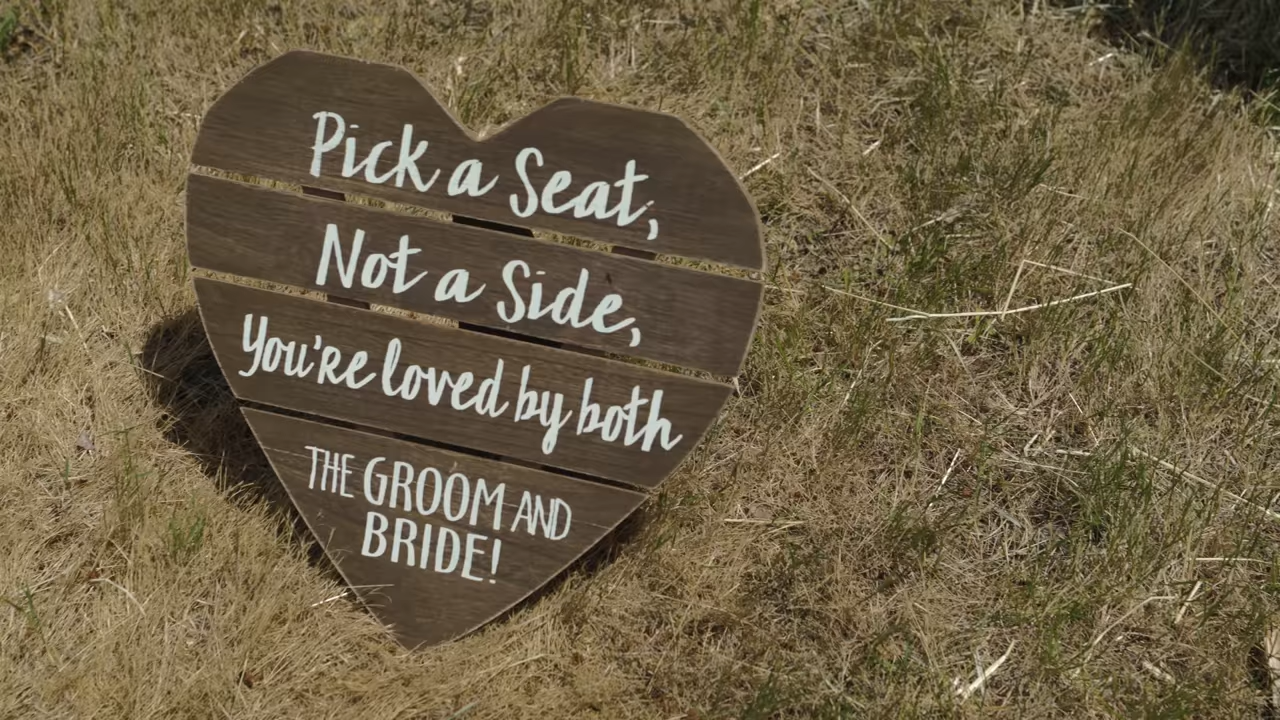 Pick a Seat,
Not a Side,
You're loved by both
THE GROOM AND
BRIDE!